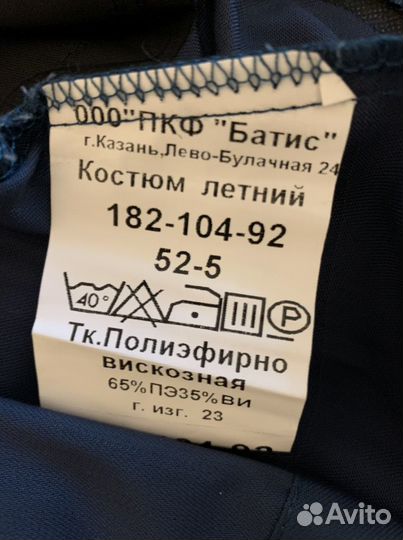 ООО"ПКФ "Батис"
г.Казань,Лево-Булачная 24
Костюм летний
182-104-92
52-5
40°
P
Тк.Полиэфирно
вискозная
65%ПЭ35%ВИ
г. изг. 23
Avito